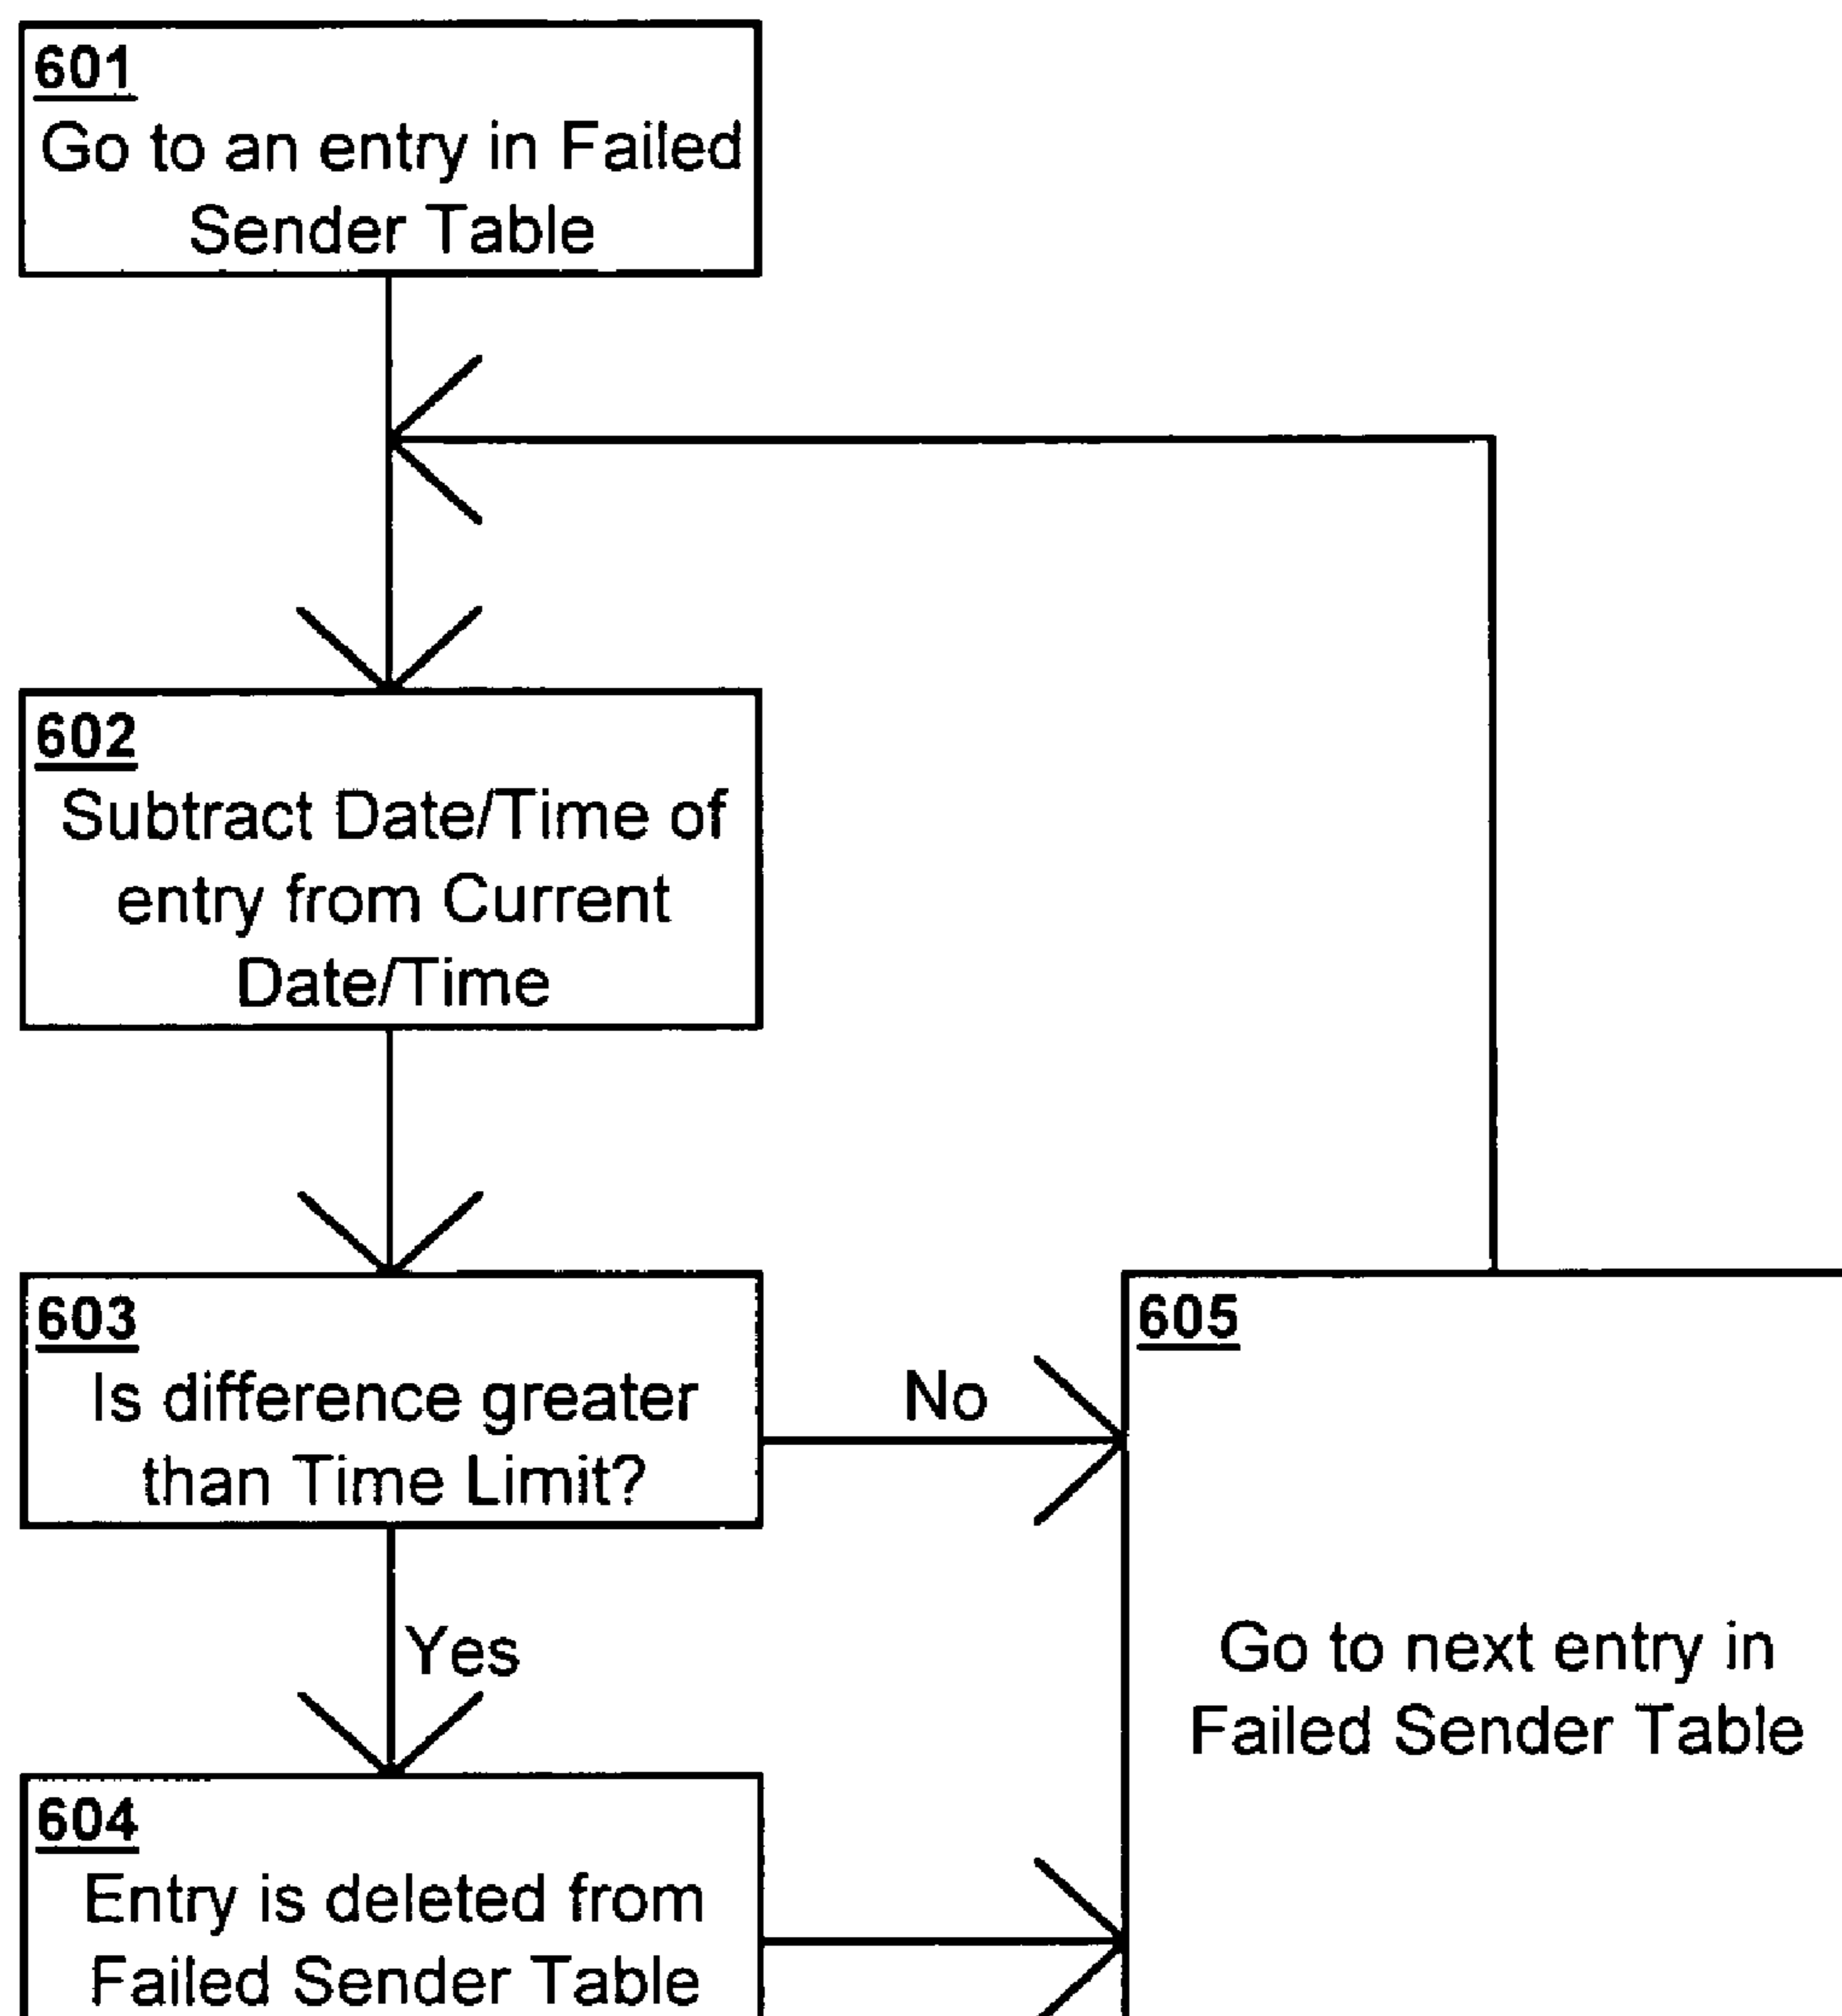 601
Go to an entry in Failed
Sender Table
602
Subtract Date/Time of
entry from Current
Date/Time
603
Is difference greater
than Time Limit?
No
605
Go to next entry in
Failed Sender Table
Yes
604
Entry is deleted from
Failed Sender Table